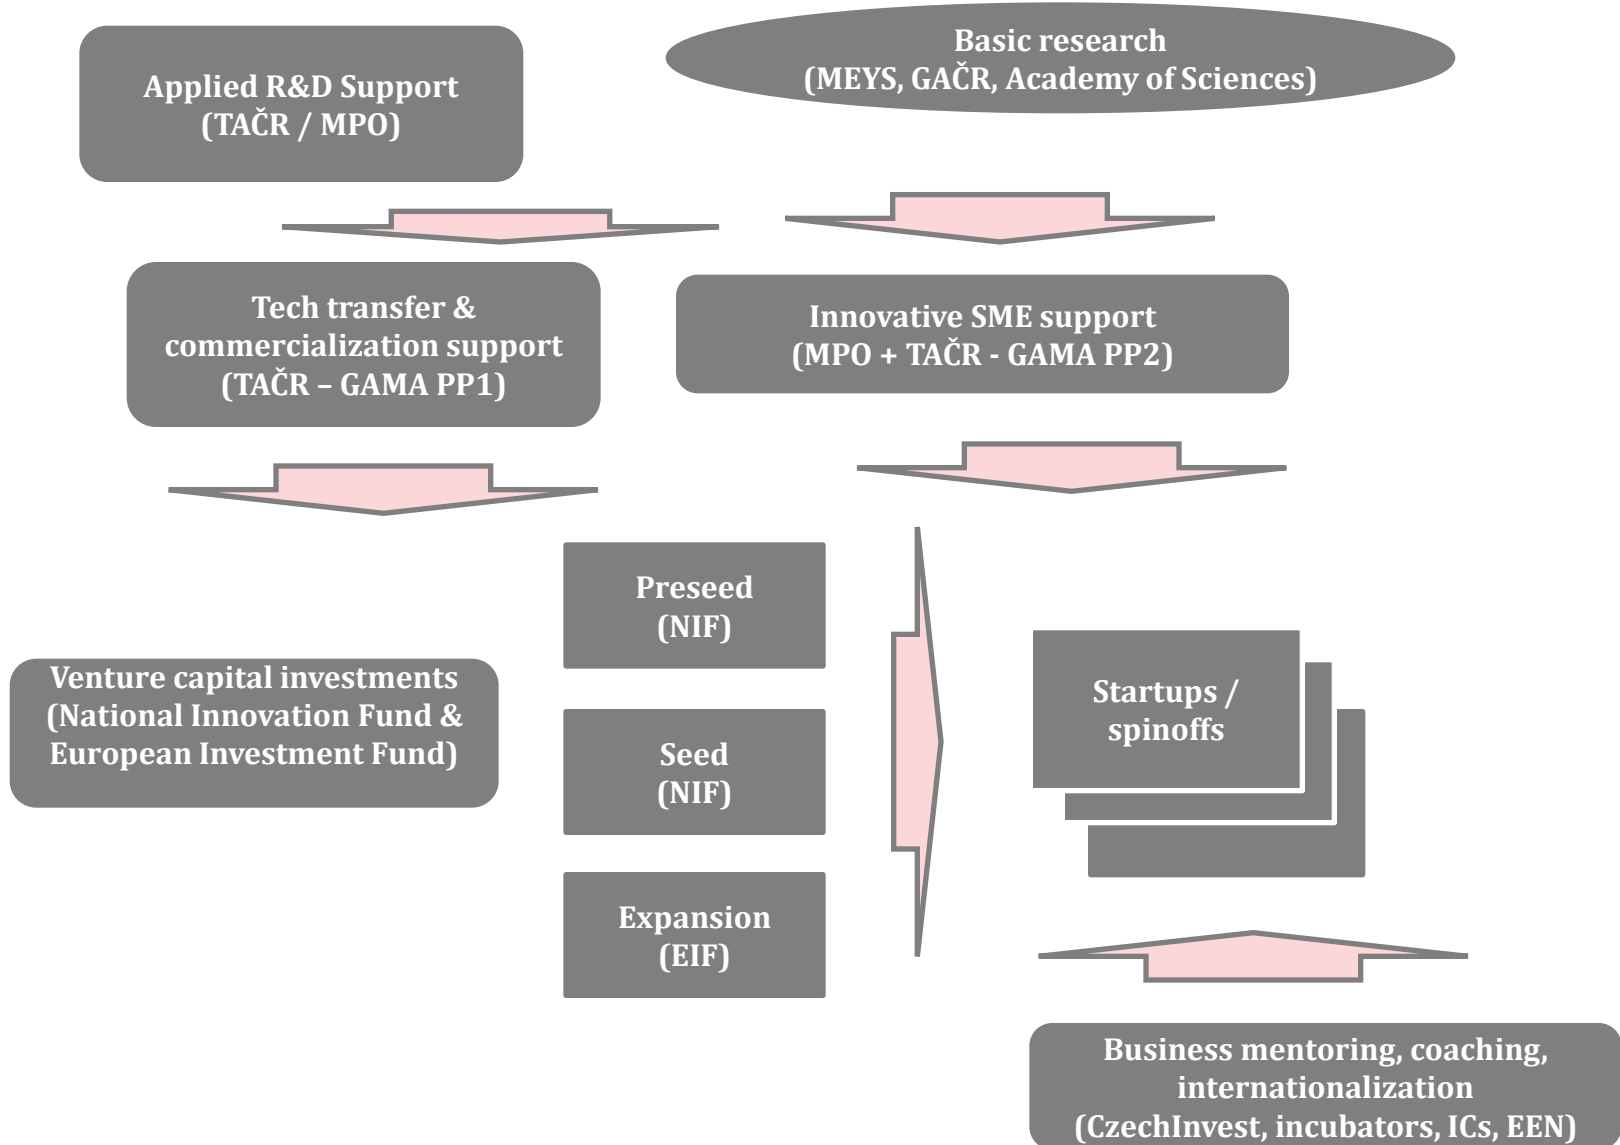 Applied R&D Support
(TAČR / MPO)
Basic research
(MEYS, GAČR, Academy of Sciences)
Tech transfer &
commercialization support
(TAČR – GAMA PP1)
Innovative SME support
(MPO + TAČR - GAMA PP2)
Preseed
(NIF)
Venture capital investments
(National Innovation Fund &
European Investment Fund)
Seed
(NIF)
Expansion
(EIF)
Startups /
spinoffs
Business mentoring, coaching,
internationalization
(CzechInvest, incubators, ICs, EEN)